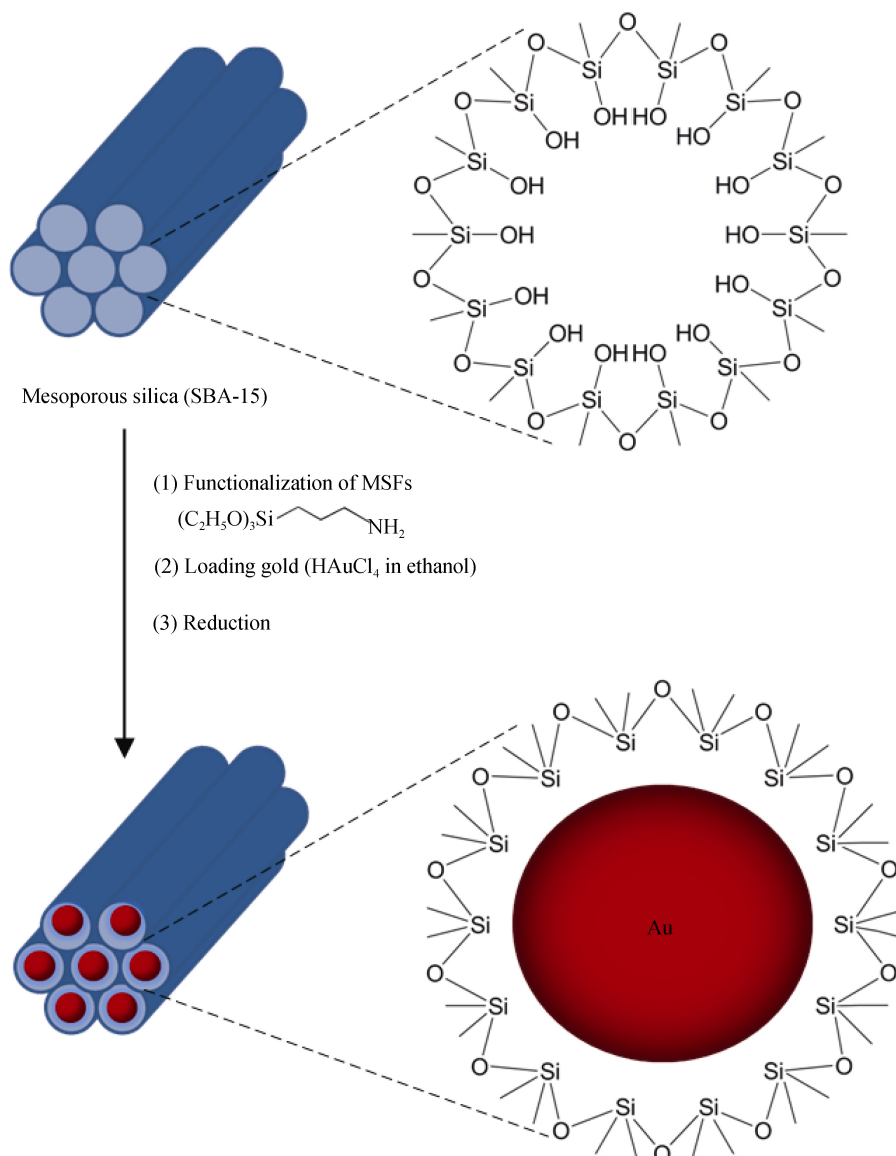 O
O O
Si Si
O Si Si O
OH HO
OH HO
Si Si
O OH HO O
Si OH HO Si
O O
OH HO
Si Si
OH HO
OH HO
O Si Si O
Si Si
O O
O
Mesoporous silica (SBA-15)
(1) Functionalization of MSFs
(C₂H₅O)₃Si NH₂
(2) Loading gold (HAuCl₄ in ethanol)
(3) Reduction
O
O O
Si Si
O Si Si O
Si Si
O O
Si Au Si
O O
Si Si
O Si Si O
Si Si
O O
O